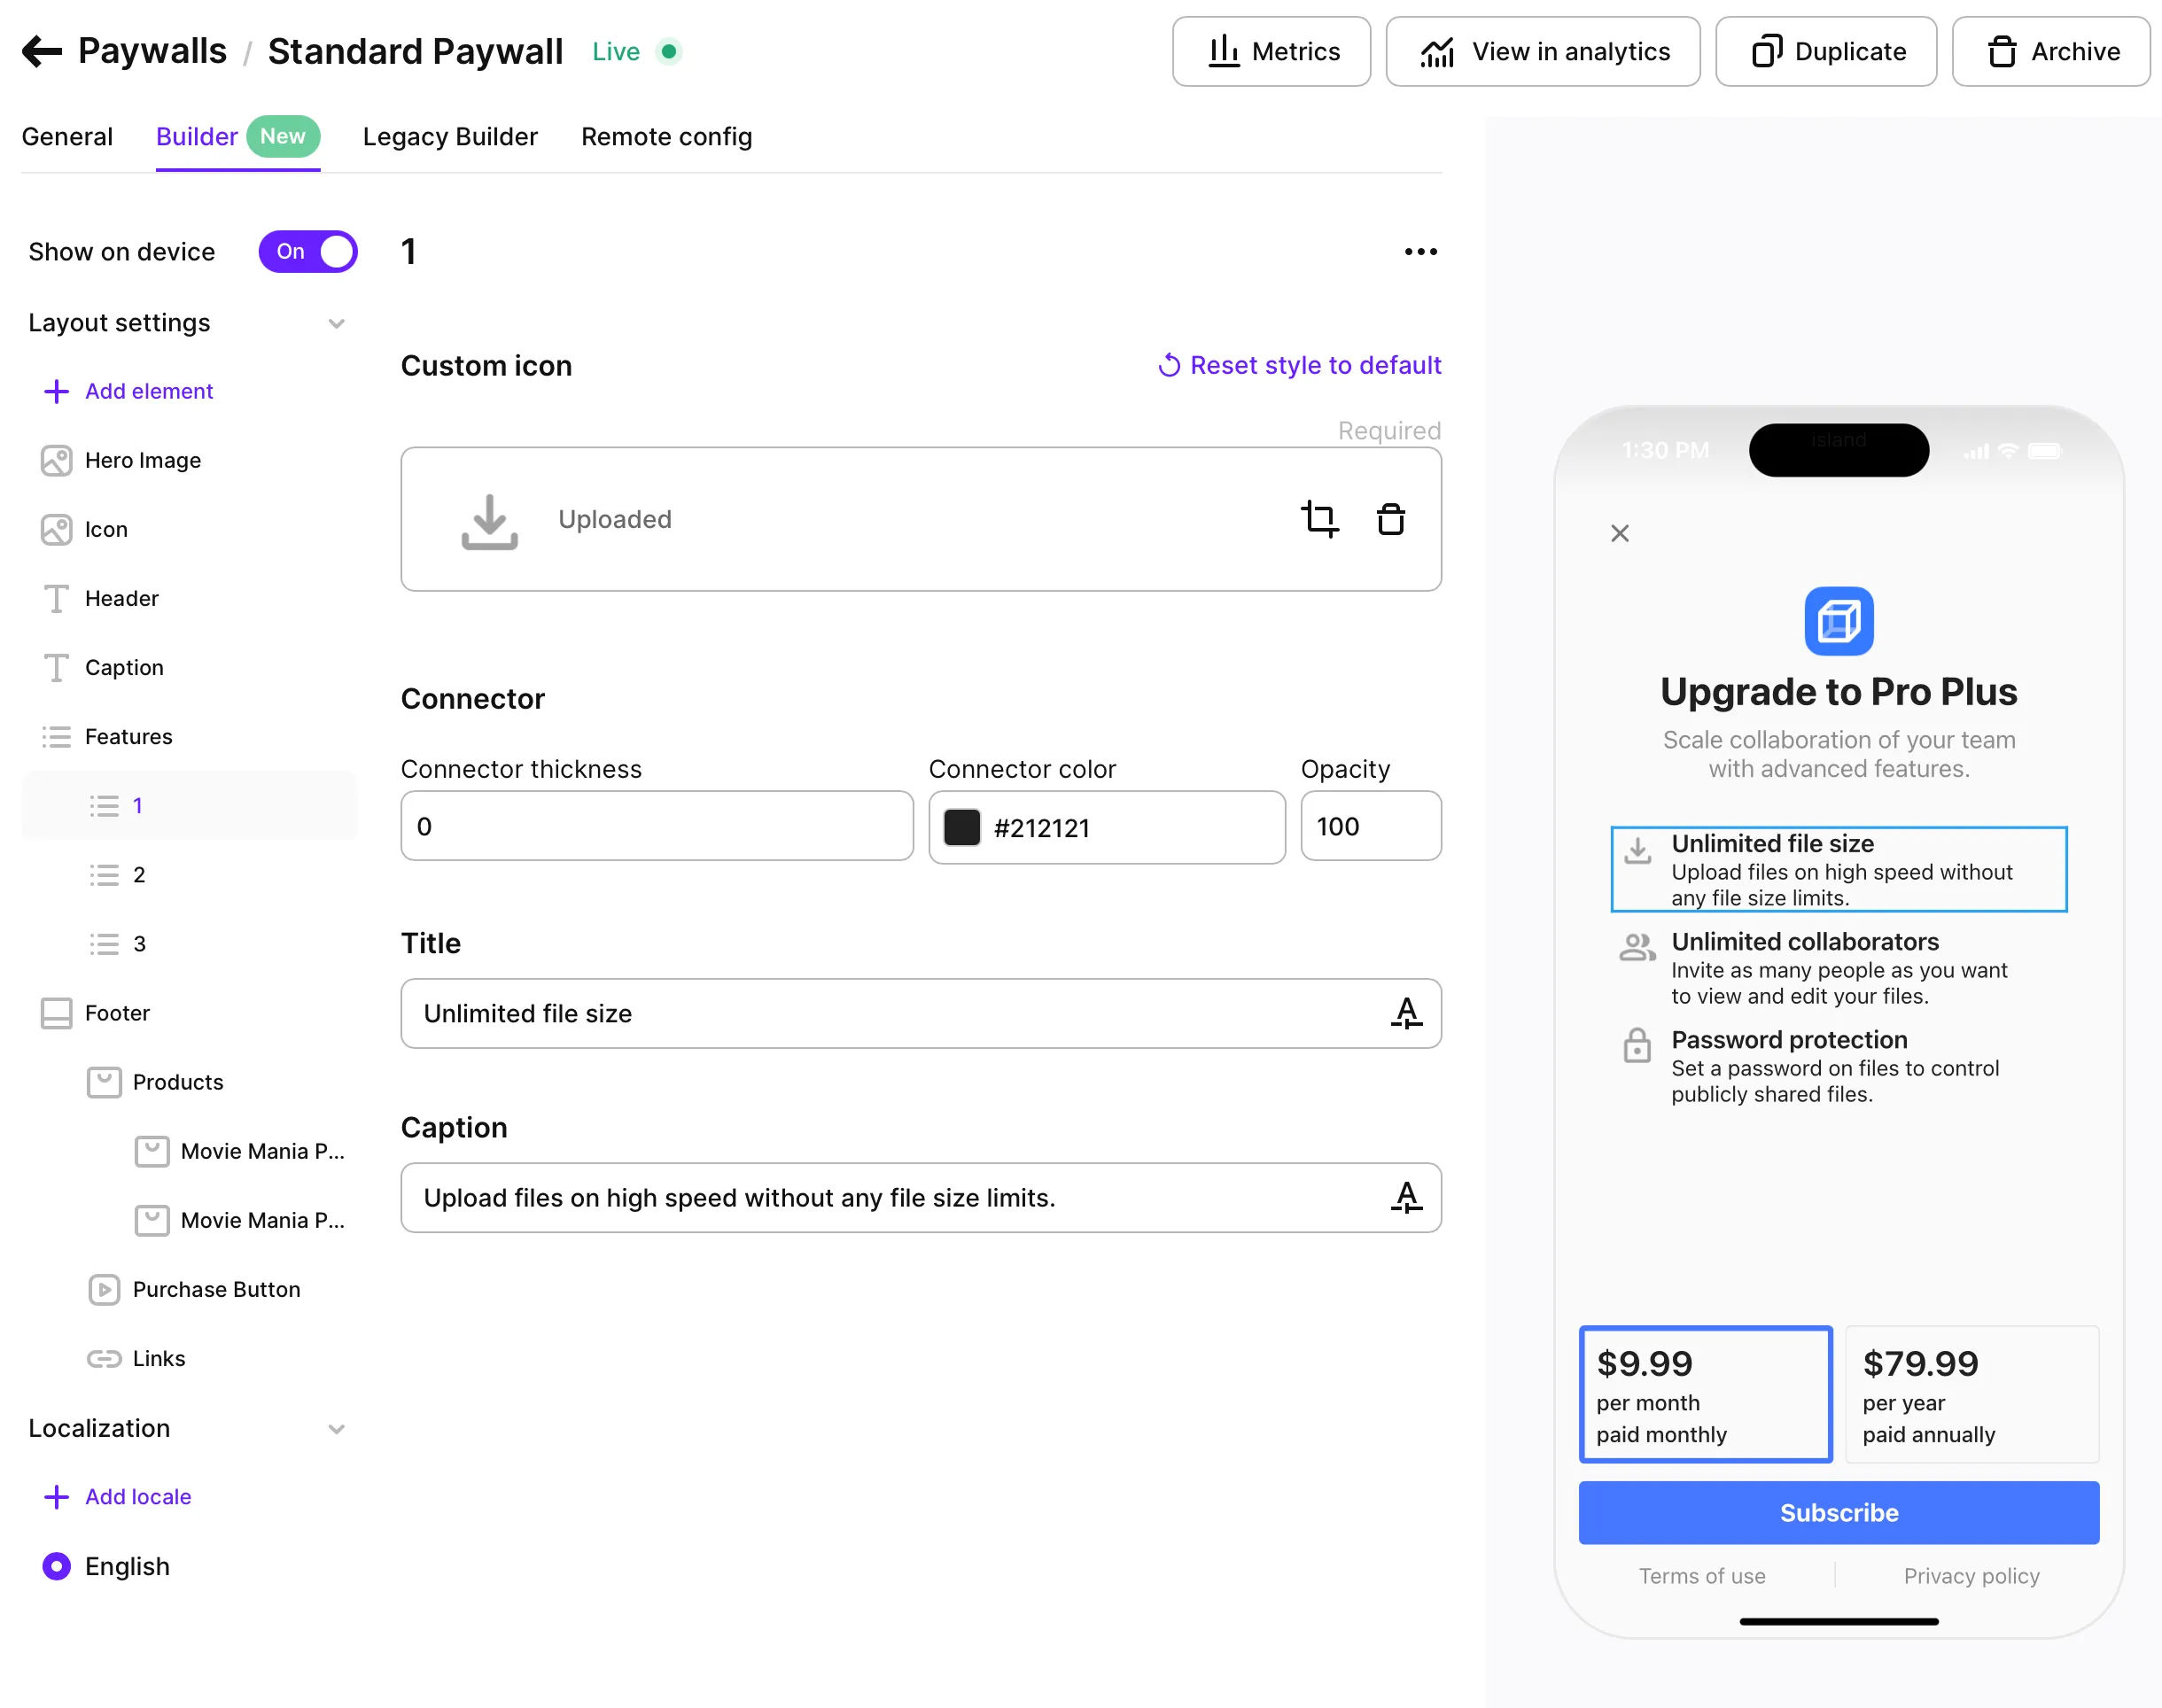 Paywalls / Standard Paywall Live
Metrics
View in analytics
Duplicate
Archive
General
Builder New
Legacy Builder
Remote config
Show on device On
Layout settings
Add element
Hero Image
Icon
Header
Caption
Features
1
2
3
Footer
Products
Movie Mania P...
Movie Mania P...
Purchase Button
Links
Localization
Add locale
English
1
Custom icon
Reset style to default
Required
Uploaded
Connector
Connector thickness
0
Connector color
#212121
Opacity
100
Title
Unlimited file size
Caption
Upload files on high speed without any file size limits.
1:30 PM
island
Upgrade to Pro Plus
Scale collaboration of your team
with advanced features.
Unlimited file size
Upload files on high speed without
any file size limits.
Unlimited collaborators
Invite as many people as you want
to view and edit your files.
Password protection
Set a password on files to control
publicly shared files.
$9.99
per month
paid monthly
$79.99
per year
paid annually
Subscribe
Terms of use
Privacy policy